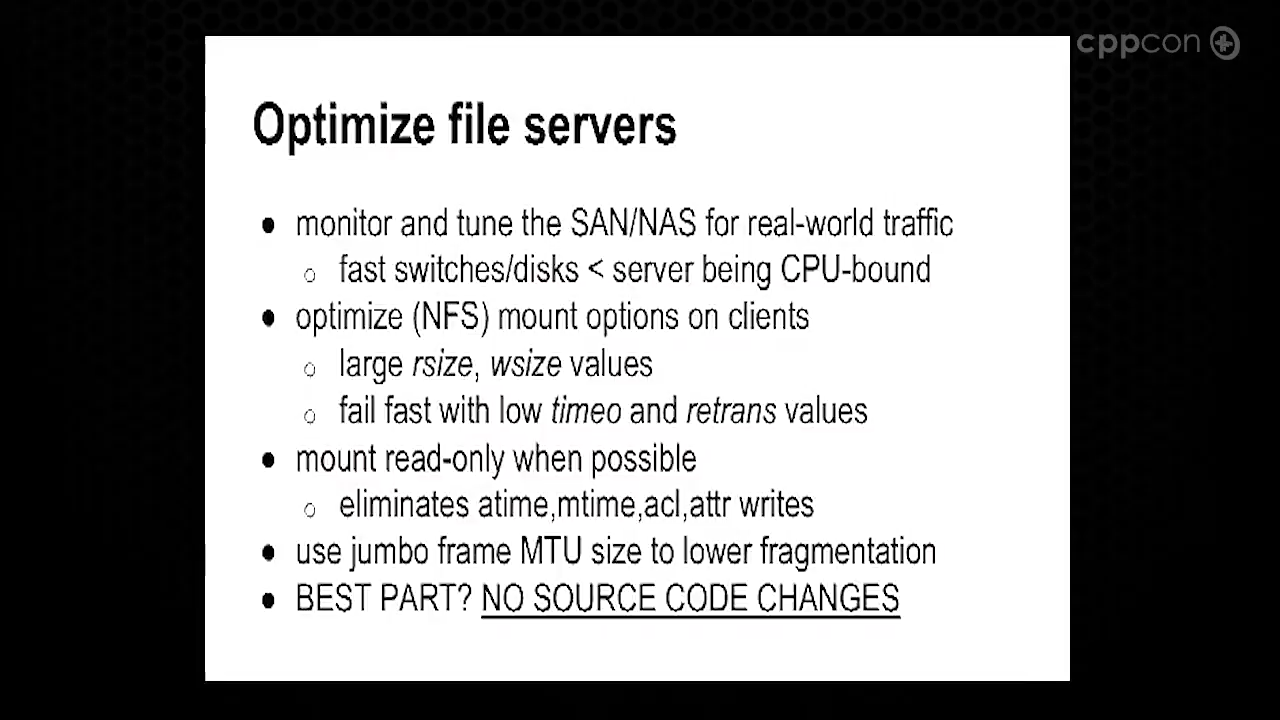 cppcon
Optimize file servers
● monitor and tune the SAN/NAS for real-world traffic
○ fast switches/disks < server being CPU-bound
● optimize (NFS) mount options on clients
○ large rsize, wsize values
○ fail fast with low timeo and retrans values
● mount read-only when possible
○ eliminates atime,mtime,acl,attr writes
● use jumbo frame MTU size to lower fragmentation
● BEST PART? NO SOURCE CODE CHANGES